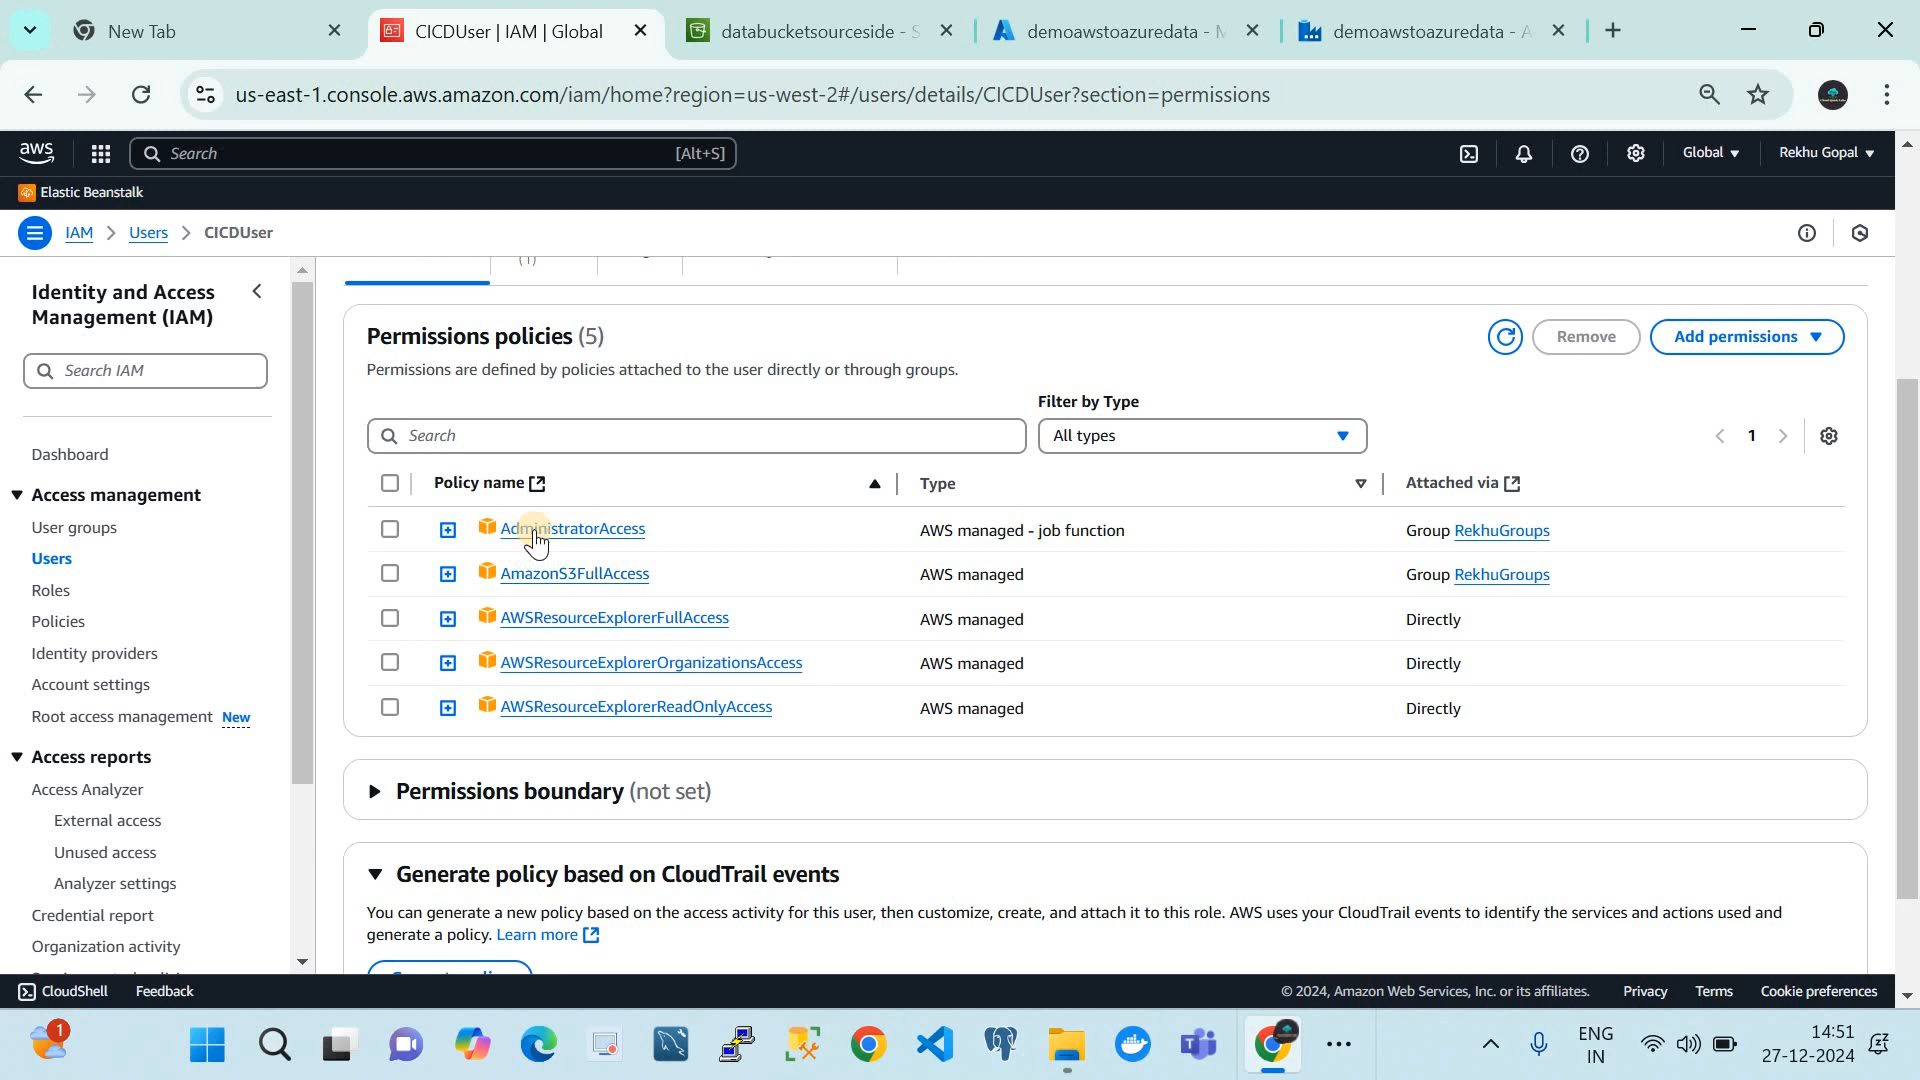 New Tab
CICDUser | IAM | Global
databucketsourceside - S
demoawstoazuredata - M
demoawstoazuredata - A
us-east-1.console.aws.amazon.com/iam/home?region=us-west-2#/users/details/CICDUser?section=permissions
aws
Search
[Alt+S]
Global
Rekhu Gopal
Elastic Beanstalk
IAM
Users
CICDUser
Identity and Access
Management (IAM)
Search IAM
Dashboard
Access management
User groups
Users
Roles
Policies
Identity providers
Account settings
Root access management New
Access reports
Access Analyzer
External access
Unused access
Analyzer settings
Credential report
Organization activity
(1)
Permissions policies (5)
Remove
Add permissions
Permissions are defined by policies attached to the user directly or through groups.
Filter by Type
Search
All types
1
Policy name
Type
Attached via
AdministratorAccess
AWS managed - job function
Group RekhuGroups
AmazonS3FullAccess
AWS managed
Group RekhuGroups
AWSResourceExplorerFullAccess
AWS managed
Directly
AWSResourceExplorerOrganizationsAccess
AWS managed
Directly
AWSResourceExplorerReadOnlyAccess
AWS managed
Directly
Permissions boundary (not set)
Generate policy based on CloudTrail events
You can generate a new policy based on the access activity for this user, then customize, create, and attach it to this role. AWS uses your CloudTrail events to identify the services and actions used and
generate a policy. Learn more
CloudShell
Feedback
© 2024, Amazon Web Services, Inc. or its affiliates.
Privacy
Terms
Cookie preferences
1
ENG
IN
14:51
27-12-2024